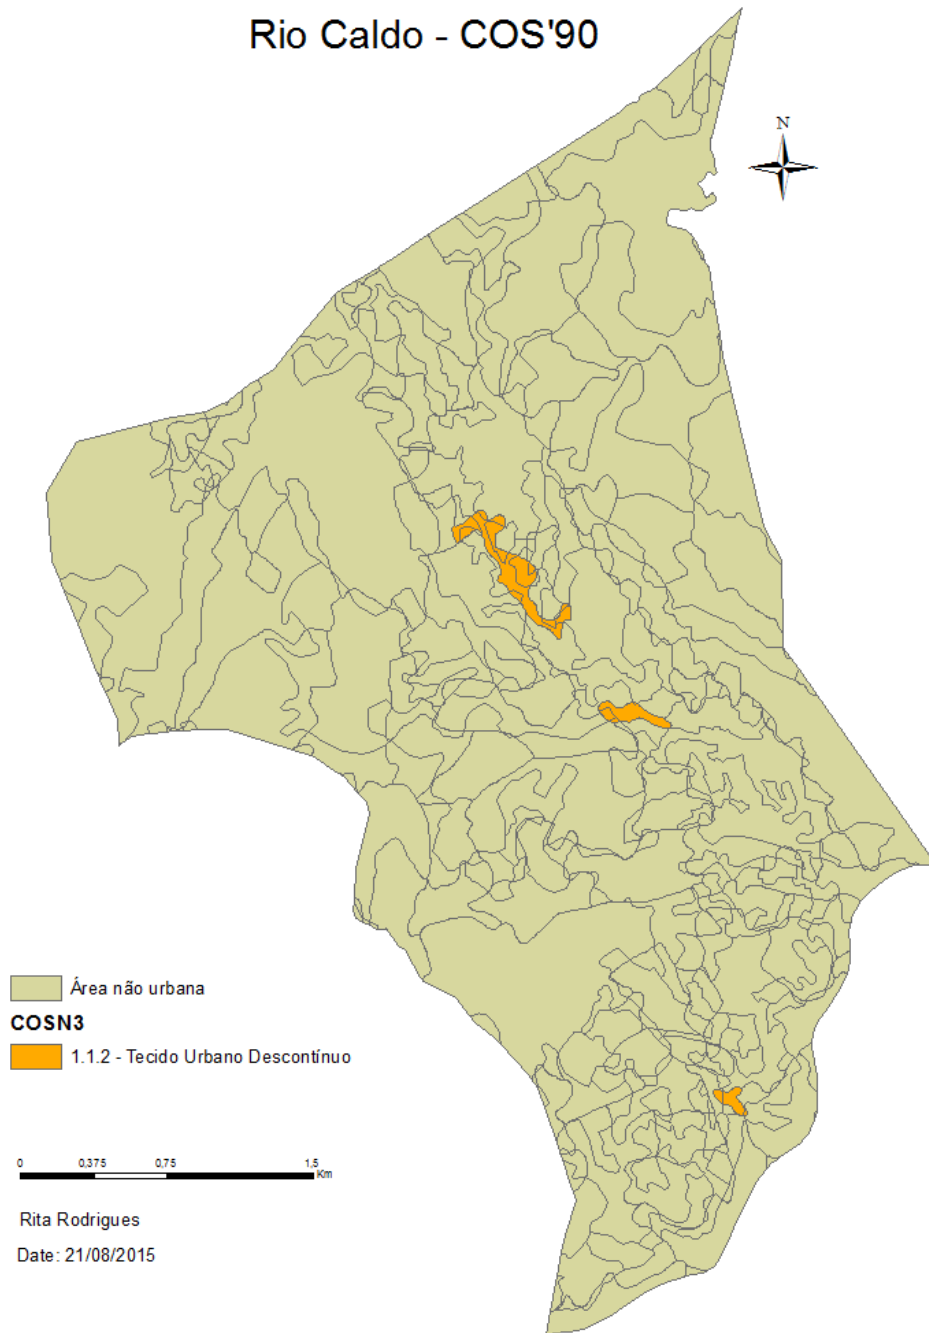 Rio Caldo - COS'90
N
Área não urbana
COSN3
1.1.2 - Tecido Urbano Descontínuo
0 0,375 0,75 1,5
Km
Rita Rodrigues
Date: 21/08/2015